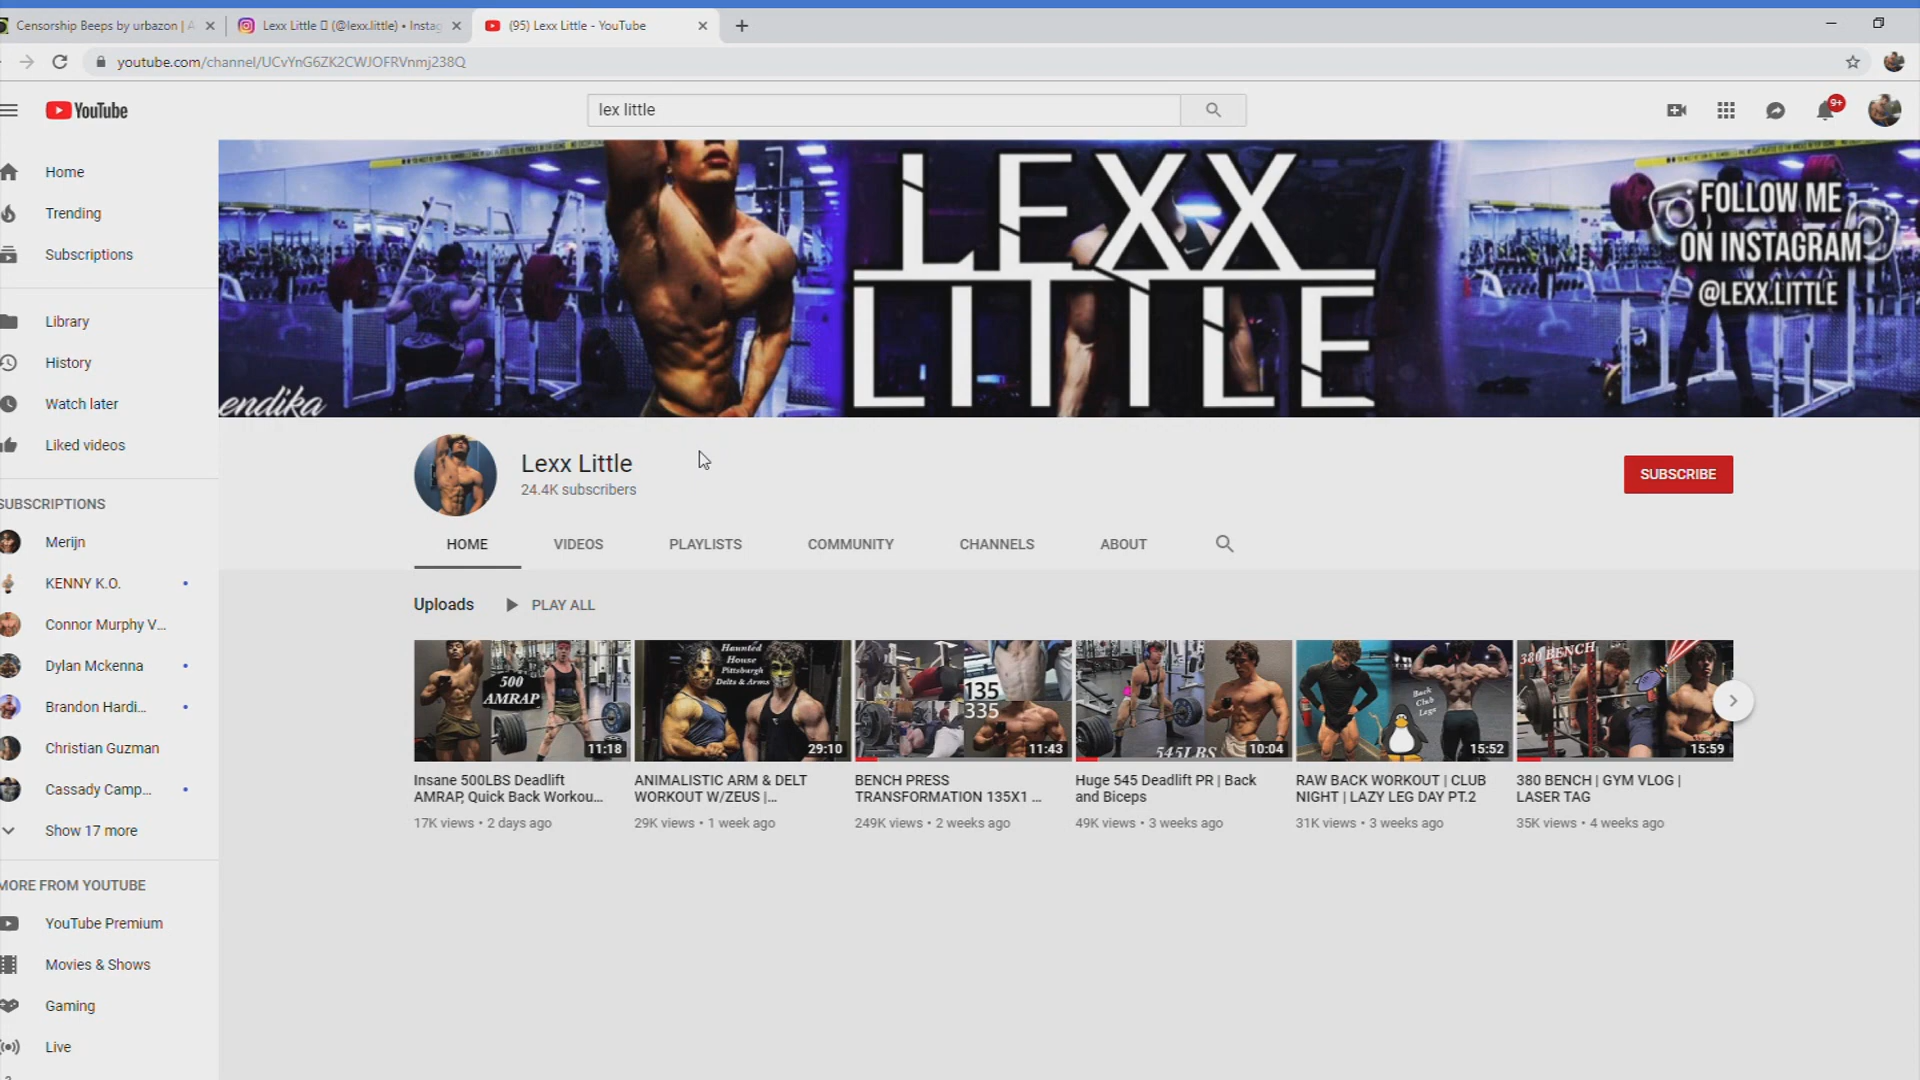 Censorship Beeps by urbazon | A
Lexx Little (@lexx.little) • Instag
(95) Lexx Little - YouTube
youtube.com/channel/UCvYnG6ZK2CWJOFRVnmj238Q
YouTube
lex little
9+
Home
Trending
Subscriptions
Library
History
Watch later
Liked videos
SUBSCRIPTIONS
Merijn
KENNY K.O.
Connor Murphy V...
Dylan Mckenna
Brandon Hardi...
Christian Guzman
Cassady Camp...
Show 17 more
MORE FROM YOUTUBE
YouTube Premium
Movies & Shows
Gaming
Live
endika
LEXX
LITTLE
FOLLOW ME
ON INSTAGRAM
@LEXX.LITTLE
Lexx Little
24.4K subscribers
SUBSCRIBE
HOME VIDEOS PLAYLISTS COMMUNITY CHANNELS ABOUT
Uploads PLAY ALL
500
AMRAP
11:18
Insane 500LBS Deadlift
AMRAP, Quick Back Workou...
17K views • 2 days ago
Haunted
House
Pittsburgh
Delts & Arms
29:10
ANIMALISTIC ARM & DELT
WORKOUT W/ZEUS |...
29K views • 1 week ago
135
335
11:43
BENCH PRESS
TRANSFORMATION 135X1 ...
249K views • 2 weeks ago
545LBS
10:04
Huge 545 Deadlift PR | Back
and Biceps
49K views • 3 weeks ago
Back
Club
Legs
15:52
RAW BACK WORKOUT | CLUB
NIGHT | LAZY LEG DAY PT.2
31K views • 3 weeks ago
380 BENCH
15:59
380 BENCH | GYM VLOG |
LASER TAG
35K views • 4 weeks ago